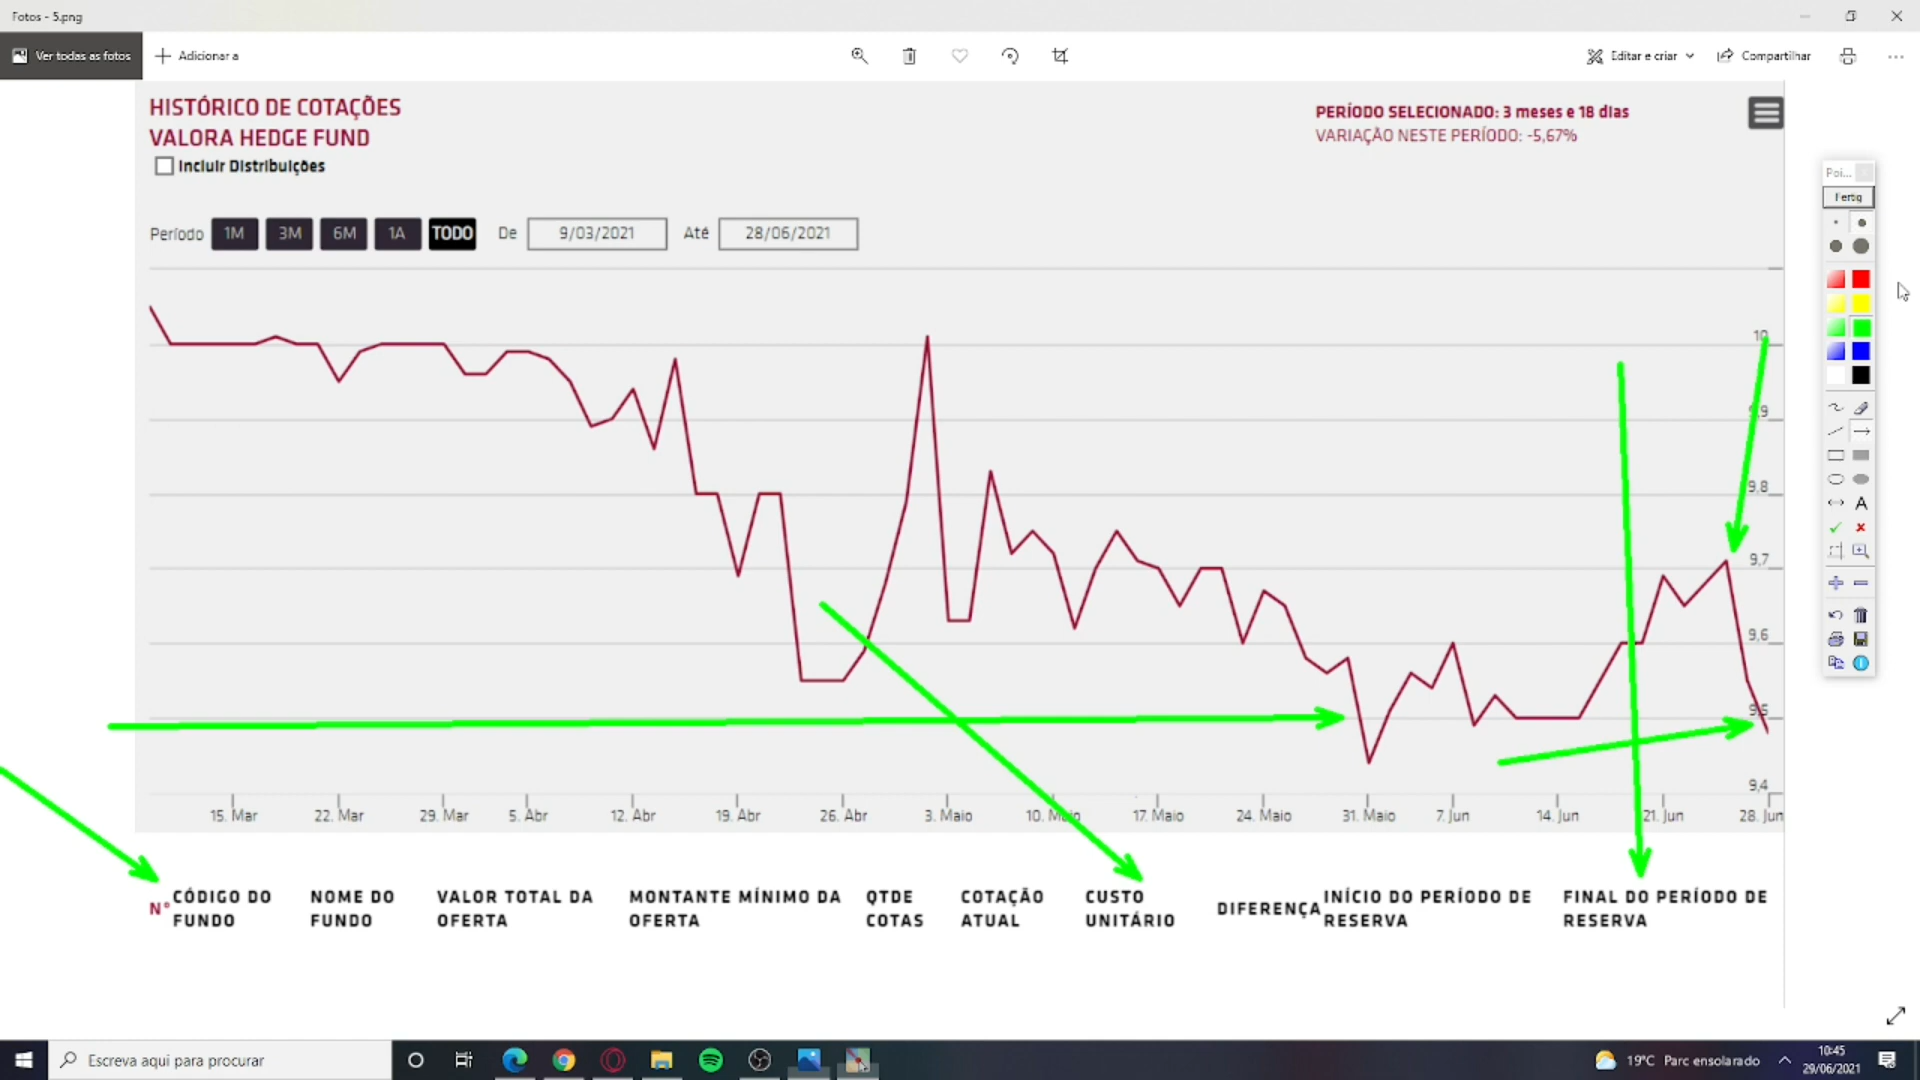 Fotos - 5.png
Ver todas as fotos
Adicionar a
Editar e criar
Compartilhar
HISTÓRICO DE COTAÇÕES
VALORA HEDGE FUND
Incluir Distribuições
PERÍODO SELECIONADO: 3 meses e 18 dias
VARIAÇÃO NESTE PERÍODO: -5,67%
Poi...
Fertig
Período 1M 3M 6M 1A TODO De 9/03/2021 Até 28/06/2021
10
9,9
9,8
9,7
9,6
9,5
9,4
15. Mar 22. Mar 29. Mar 5. Abr 12. Abr 19. Abr 26. Abr 3. Maio 10. Maio 17. Maio 24. Maio 31. Maio 7. Jun 14. Jun 21. Jun 28. Jun
N° CÓDIGO DO FUNDO
NOME DO FUNDO
VALOR TOTAL DA OFERTA
MONTANTE MÍNIMO DA OFERTA
QTDE COTAS
COTAÇÃO ATUAL
CUSTO UNITÁRIO
DIFERENÇA
INÍCIO DO PERÍODO DE RESERVA
FINAL DO PERÍODO DE RESERVA
Escreva aqui para procurar
19°C Parc ensolarado
10:45
29/06/2021